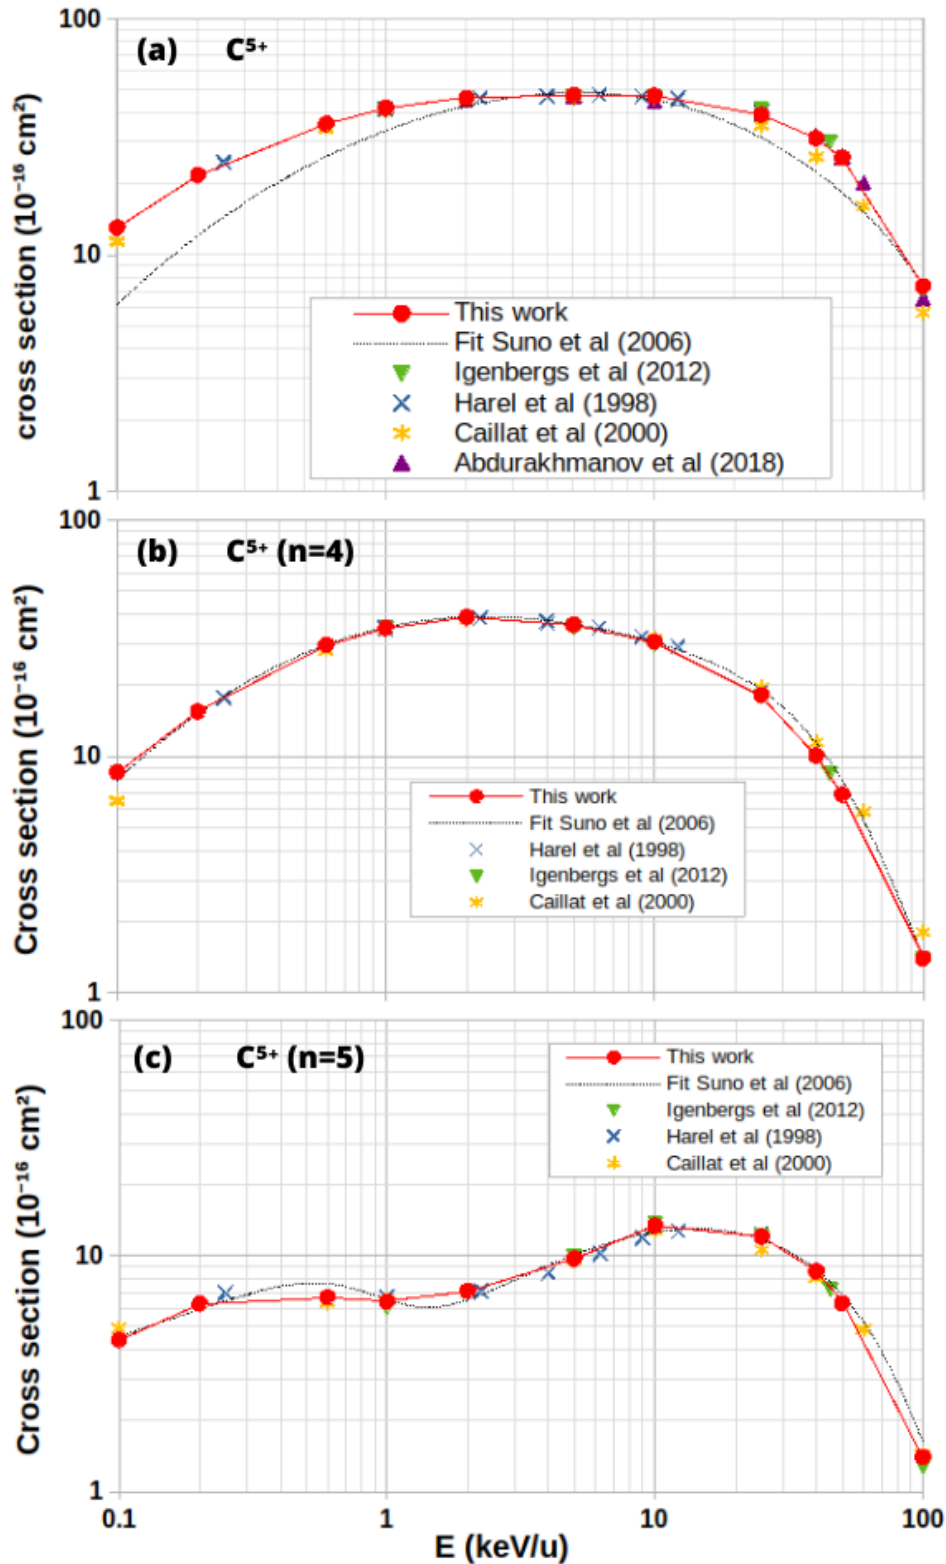 100
(a) C⁵⁺
10
1
cross section (10⁻¹⁶ cm²)
This work
Fit Suno et al (2006)
Igenbergs et al (2012)
Harel et al (1998)
Caillat et al (2000)
Abdurakhmanov et al (2018)
100
(b) C⁵⁺ (n=4)
10
1
Cross section (10⁻¹⁶ cm²)
This work
Fit Suno et al (2006)
Harel et al (1998)
Igenbergs et al (2012)
Caillat et al (2000)
100
(c) C⁵⁺ (n=5)
10
1
Cross section (10⁻¹⁶ cm²)
This work
Fit Suno et al (2006)
Igenbergs et al (2012)
Harel et al (1998)
Caillat et al (2000)
0.1 1 10 100
E (keV/u)